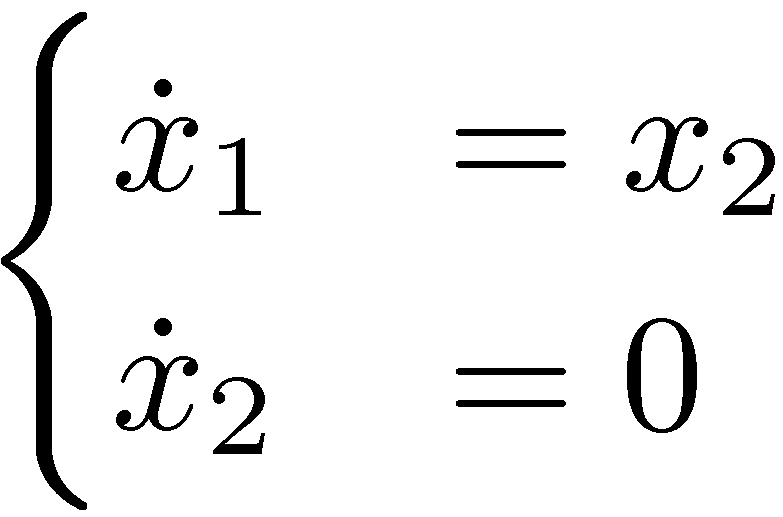 ẋ₁ = x₂
ẋ₂ = 0